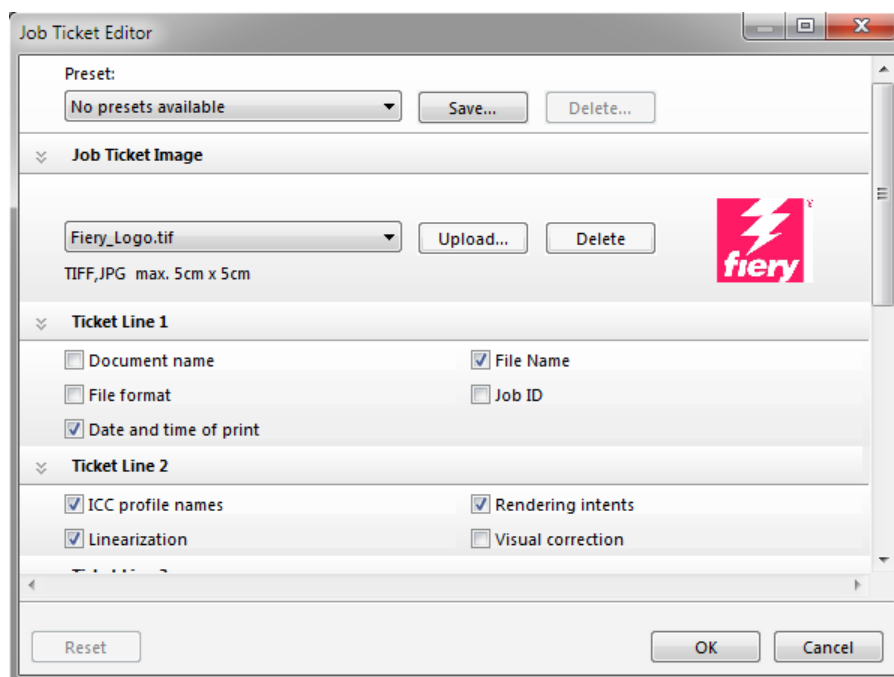 Job Ticket Editor
Preset:
No presets available Save... Delete...
Job Ticket Image
Fiery_Logo.tif Upload... Delete
fiery
TIFF,JPG max. 5cm x 5cm
Ticket Line 1
Document name File Name
File format Job ID
Date and time of print
Ticket Line 2
ICC profile names Rendering intents
Linearization Visual correction
Reset OK Cancel